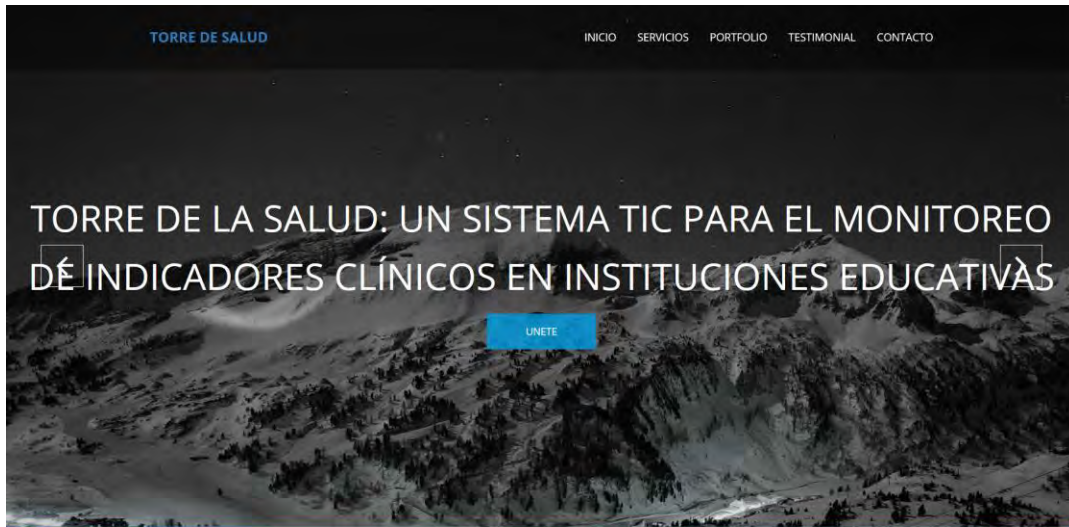 TORRE DE SALUD
INICIO SERVICIOS PORTFOLIO TESTIMONIAL CONTACTO
TORRE DE LA SALUD: UN SISTEMA TIC PARA EL MONITOREO
DE INDICADORES CLÍNICOS EN INSTITUCIONES EDUCATIVAS
UNETE